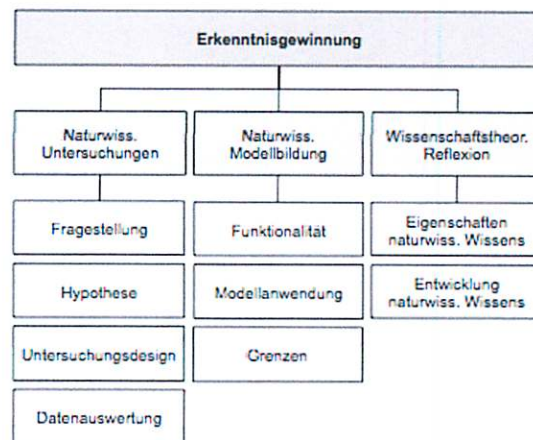 Erkenntnisgewinnung
Naturwiss.
Untersuchungen
Naturwiss.
Modellbildung
Wissenschaftstheor.
Reflexion
Fragestellung
Funktionalität
Eigenschaften
naturwiss. Wissens
Hypothese
Modellanwendung
Entwicklung
naturwiss. Wissens
Untersuchungsdesign
Grenzen
Datenauswertung